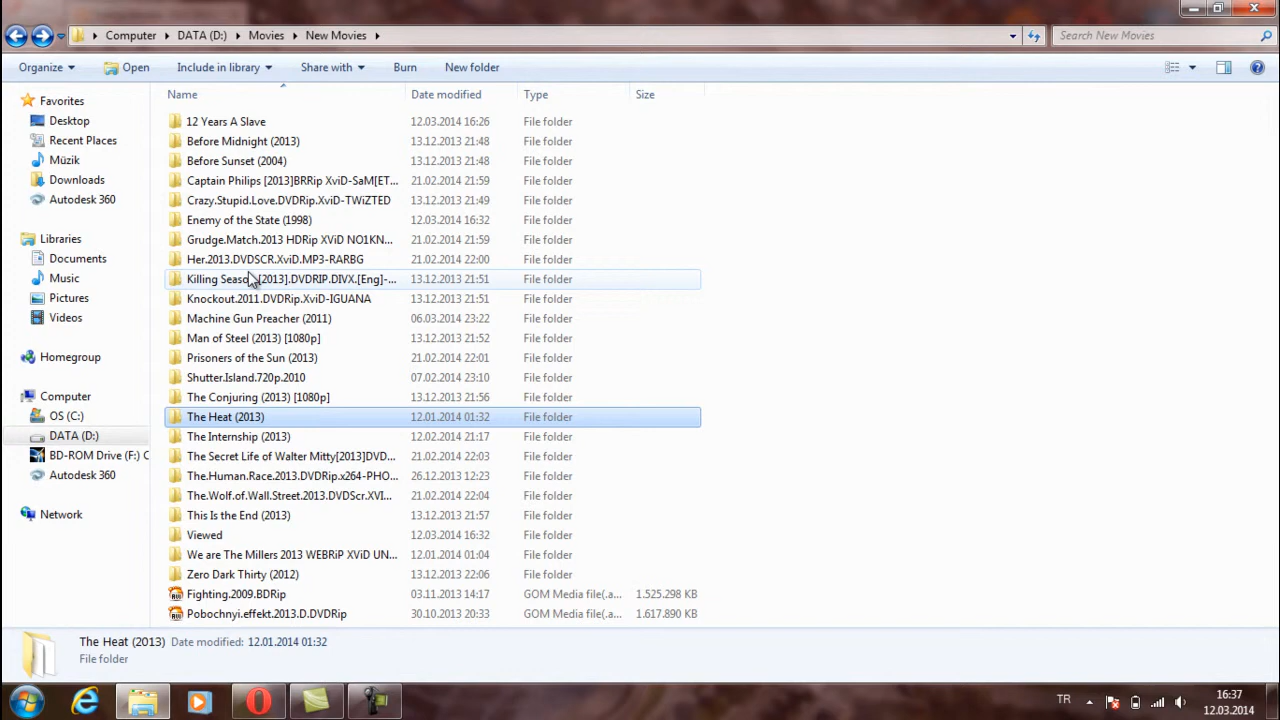 Computer DATA (D:) Movies New Movies Search New Movies
Organize Open Include in library Share with Burn New folder
Name Date modified Type Size
Favorites
Desktop
Recent Places
Müzik
Downloads
Autodesk 360
Libraries
Documents
Music
Pictures
Videos
Homegroup
Computer
OS (C:)
DATA (D:)
BD-ROM Drive (F:) C
Autodesk 360
Network
12 Years A Slave 12.03.2014 16:26 File folder
Before Midnight (2013) 13.12.2013 21:48 File folder
Before Sunset (2004) 13.12.2013 21:48 File folder
Captain Philips [2013]BRRip XviD-SaM[ET... 21.02.2014 21:59 File folder
Crazy.Stupid.Love.DVDRip.XviD-TWiZTED 13.12.2013 21:49 File folder
Enemy of the State (1998) 12.03.2014 16:32 File folder
Grudge.Match.2013 HDRip XViD NO1KN... 21.02.2014 21:59 File folder
Her.2013.DVDSCR.XviD.MP3-RARBG 21.02.2014 22:00 File folder
Killing Season [2013].DVDRIP.DIVX.[Eng]-... 13.12.2013 21:51 File folder
Knockout.2011.DVDRip.XviD-IGUANA 13.12.2013 21:51 File folder
Machine Gun Preacher (2011) 06.03.2014 23:22 File folder
Man of Steel (2013) [1080p] 13.12.2013 21:52 File folder
Prisoners of the Sun (2013) 21.02.2014 22:01 File folder
Shutter.Island.720p.2010 07.02.2014 23:10 File folder
The Conjuring (2013) [1080p] 13.12.2013 21:56 File folder
The Heat (2013) 12.01.2014 01:32 File folder
The Internship (2013) 12.02.2014 21:17 File folder
The Secret Life of Walter Mitty[2013]DVD... 21.02.2014 22:03 File folder
The.Human.Race.2013.DVDRip.x264-PHO... 26.12.2013 12:23 File folder
The.Wolf.of.Wall.Street.2013.DVDScr.XVI... 21.02.2014 22:04 File folder
This Is the End (2013) 13.12.2013 21:57 File folder
Viewed 12.03.2014 16:32 File folder
We are The Millers 2013 WEBRiP XViD UN... 12.01.2014 01:04 File folder
Zero Dark Thirty (2012) 13.12.2013 22:06 File folder
Fighting.2009.BDRip 03.11.2013 14:17 GOM Media file(.a... 1.525.298 KB
Pobochnyi.effekt.2013.D.DVDRip 30.10.2013 20:33 GOM Media file(.a... 1.617.890 KB
The Heat (2013) Date modified: 12.01.2014 01:32
File folder
TR 16:37
12.03.2014